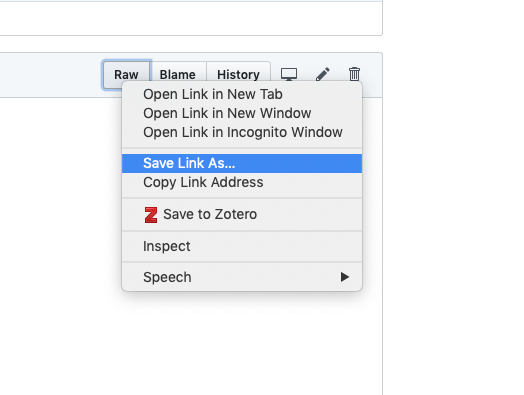 Raw Blame History
Open Link in New Tab
Open Link in New Window
Open Link in Incognito Window
Save Link As...
Copy Link Address
Save to Zotero
Inspect
Speech